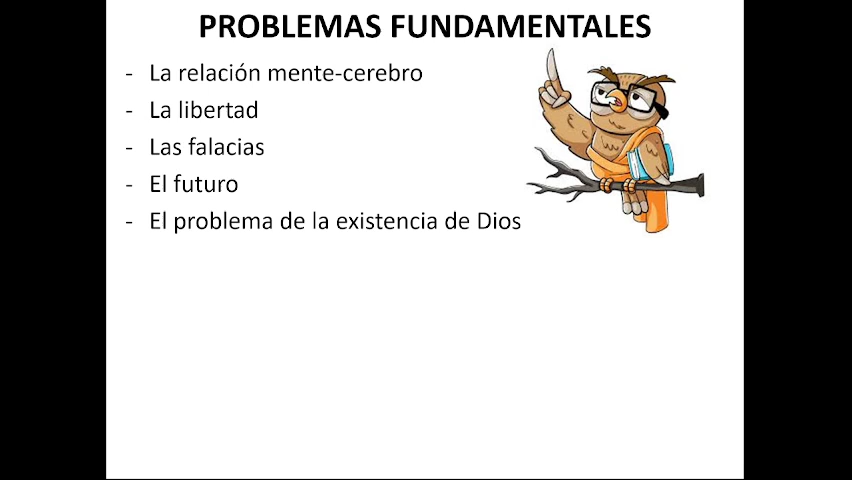 PROBLEMAS FUNDAMENTALES
- La relación mente-cerebro
- La libertad
- Las falacias
- El futuro
- El problema de la existencia de Dios